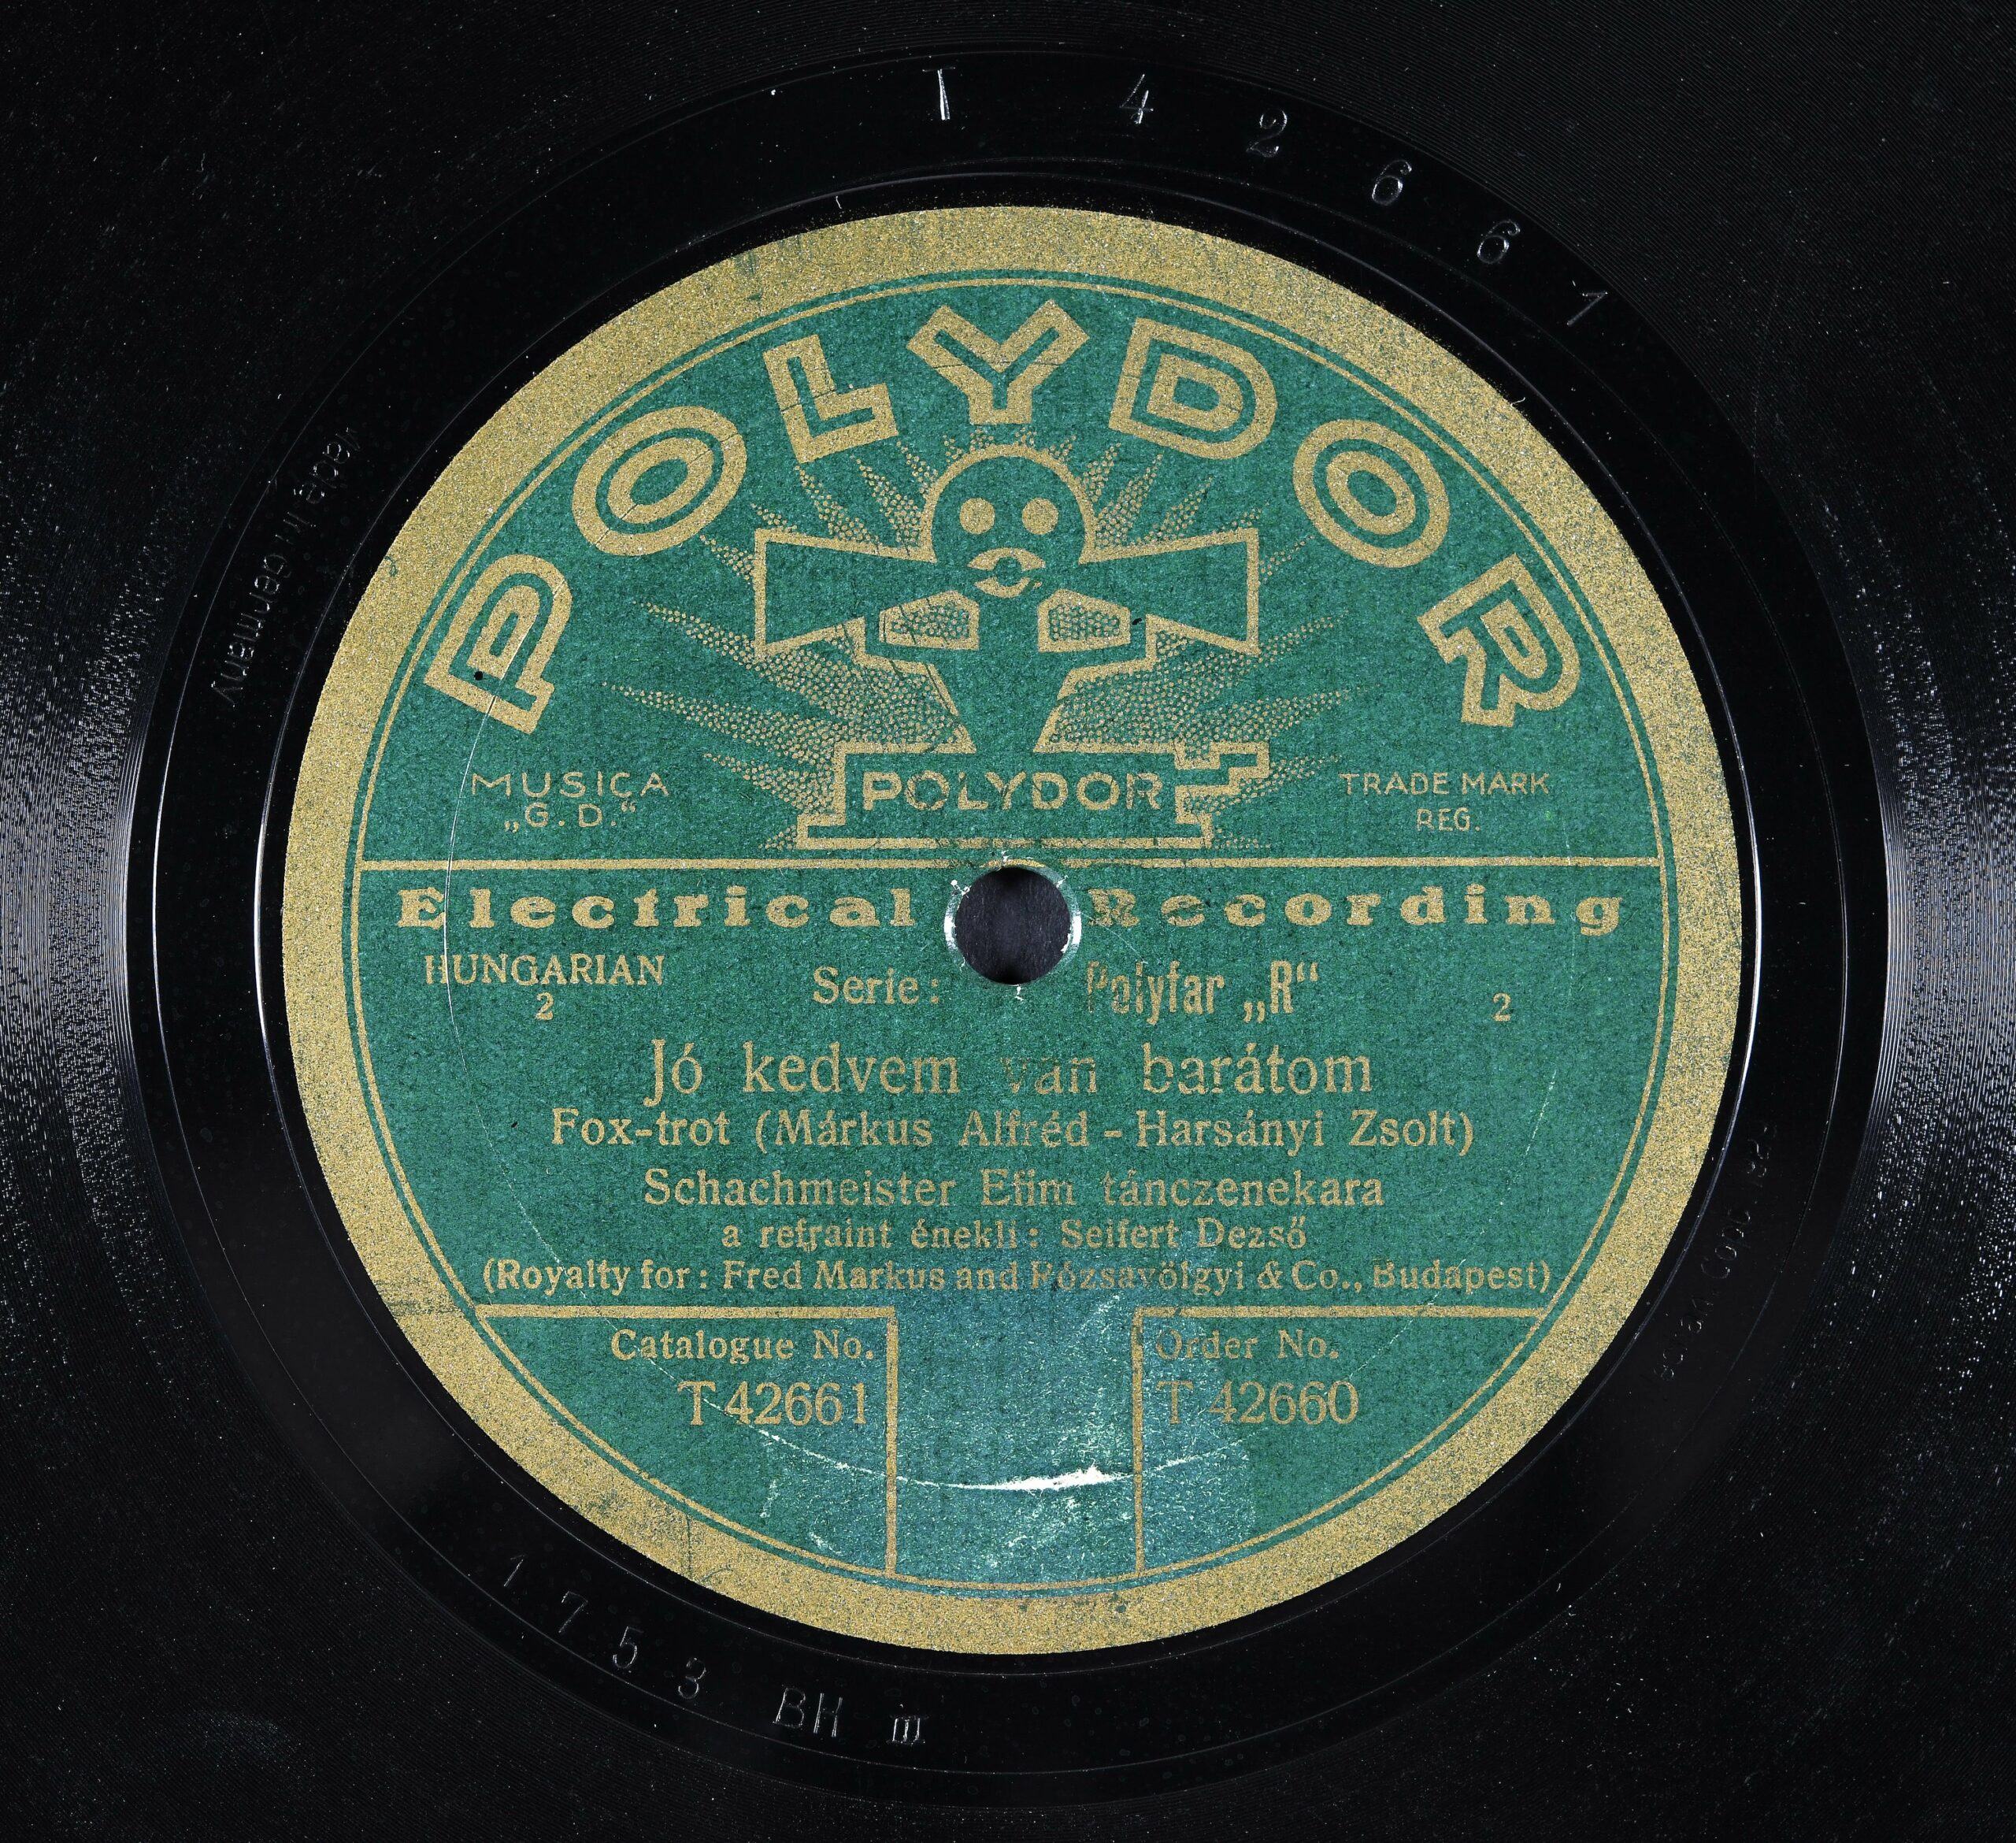 T 42661
Made in Germany
POLYDOR
POLYDOR
MUSICA
„G. D.“
TRADE MARK
REG.
Electrical Recording
HUNGARIAN
2
Serie: Polyfar „R“
2
Jó kedvem van barátom
Fox-trot (Márkus Alfréd - Harsányi Zsolt)
Schachmeister Efim tánczenekara
a refraint énekli: Seifert Dezső
(Royalty for: Fred Markus and Rózsavölgyi & Co., Budapest)
Catalogue No.
T 42661
Order No.
T 42660
1753 BH III